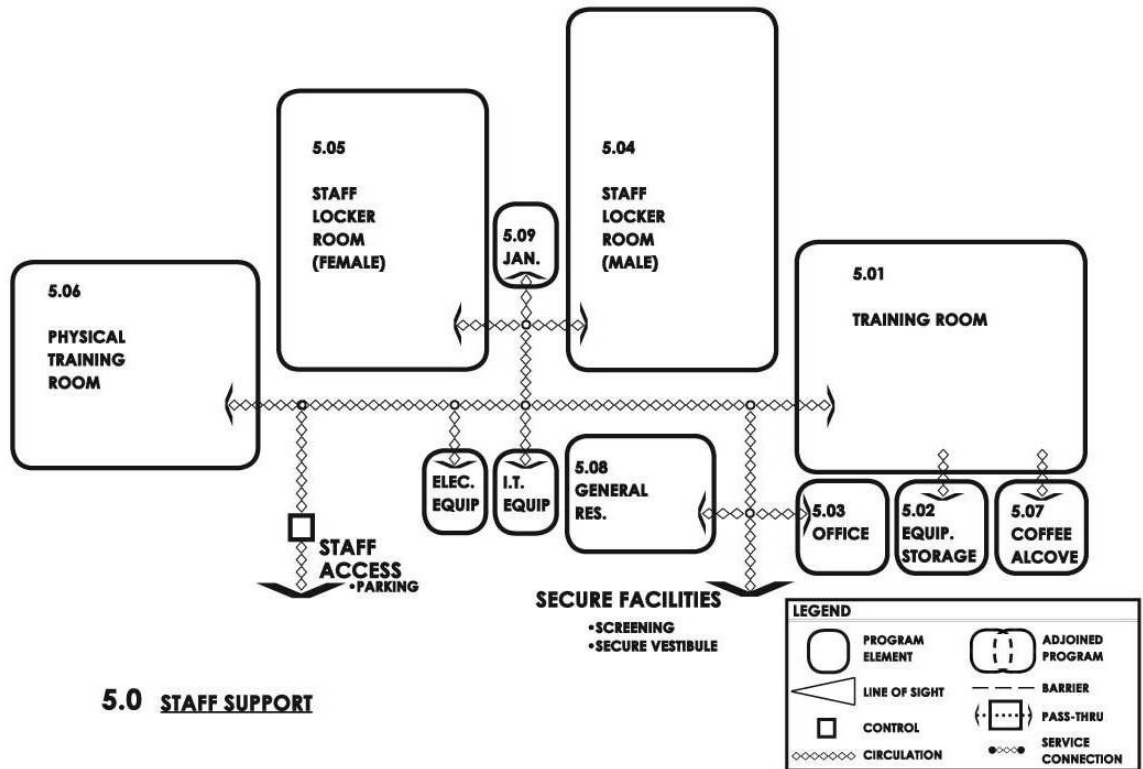 5.05
STAFF
LOCKER
ROOM
(FEMALE)
5.04
STAFF
LOCKER
ROOM
(MALE)
5.09
JAN.
5.06
PHYSICAL
TRAINING
ROOM
5.01
TRAINING ROOM
ELEC.
EQUIP
I.T.
EQUIP
5.08
GENERAL
RES.
5.03
OFFICE
5.02
EQUIP.
STORAGE
5.07
COFFEE
ALCOVE
STAFF
ACCESS
•PARKING
SECURE FACILITIES
•SCREENING
•SECURE VESTIBULE
5.0 STAFF SUPPORT
LEGEND
PROGRAM
ELEMENT
LINE OF SIGHT
CONTROL
CIRCULATION
ADJOINED
PROGRAM
BARRIER
PASS-THRU
SERVICE
CONNECTION